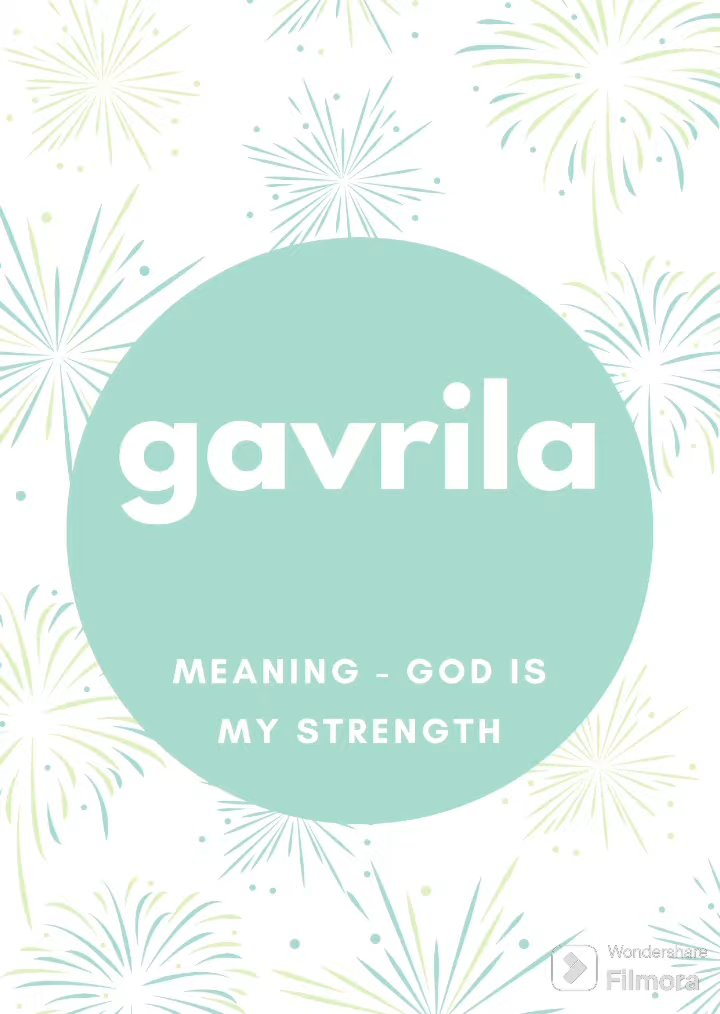 gavrila
MEANING - GOD IS
MY STRENGTH
Wondershare
Filmora